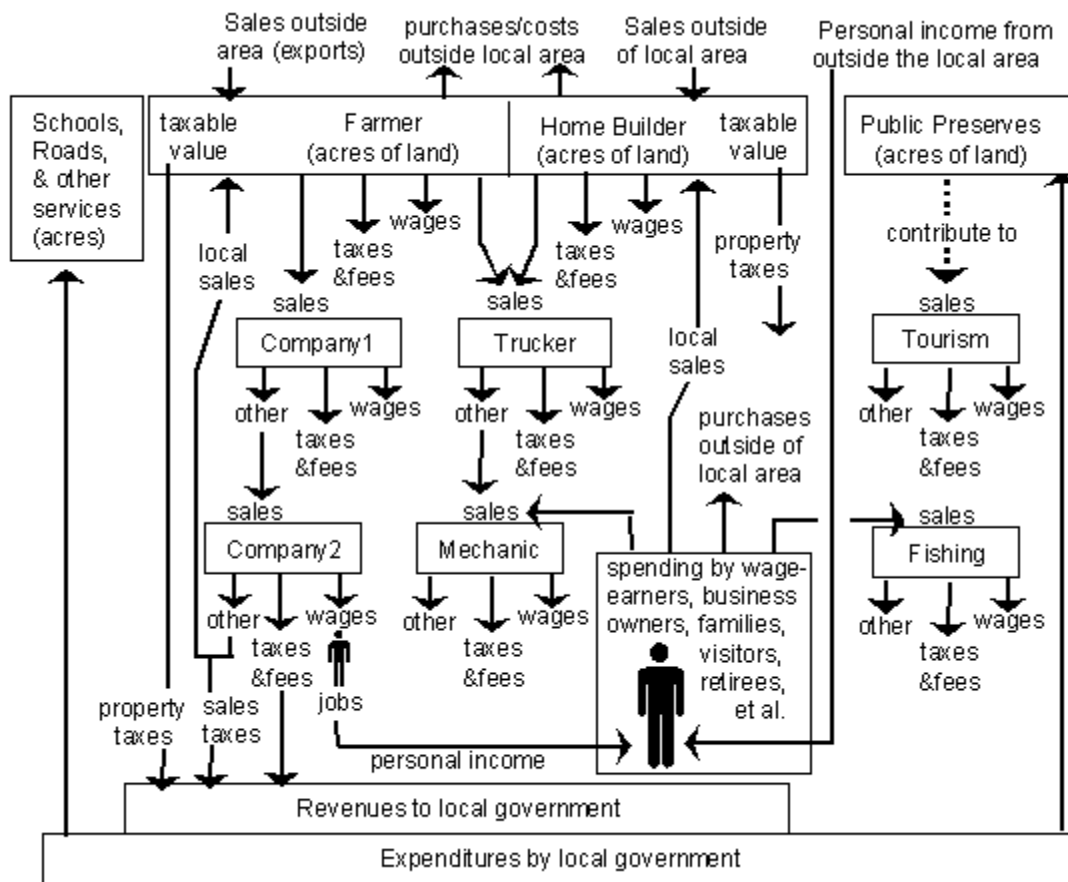 Sales outside
area (exports)
purchases/costs
outside local area
Sales outside
of local area
Personal income from
outside the local area
Schools,
Roads,
& other
services
(acres)
taxable
value
Farmer
(acres of land)
Home Builder
(acres of land)
taxable
value
Public Preserves
(acres of land)
local
sales
sales
taxes
&fees
wages
sales
taxes
&fees
wages
property
taxes
contribute to
sales
Company1
Trucker
local
sales
Tourism
other
taxes
&fees
wages
other
taxes
&fees
wages
purchases
outside of
local area
other
taxes
&fees
wages
sales
Company2
sales
Mechanic
spending by wage-
earners, business
owners, families,
visitors,
retirees,
et al.
sales
Fishing
other
taxes
&fees
wages
jobs
other
taxes
&fees
wages
other
taxes
&fees
wages
property
taxes
sales
taxes
personal income
Revenues to local government
Expenditures by local government